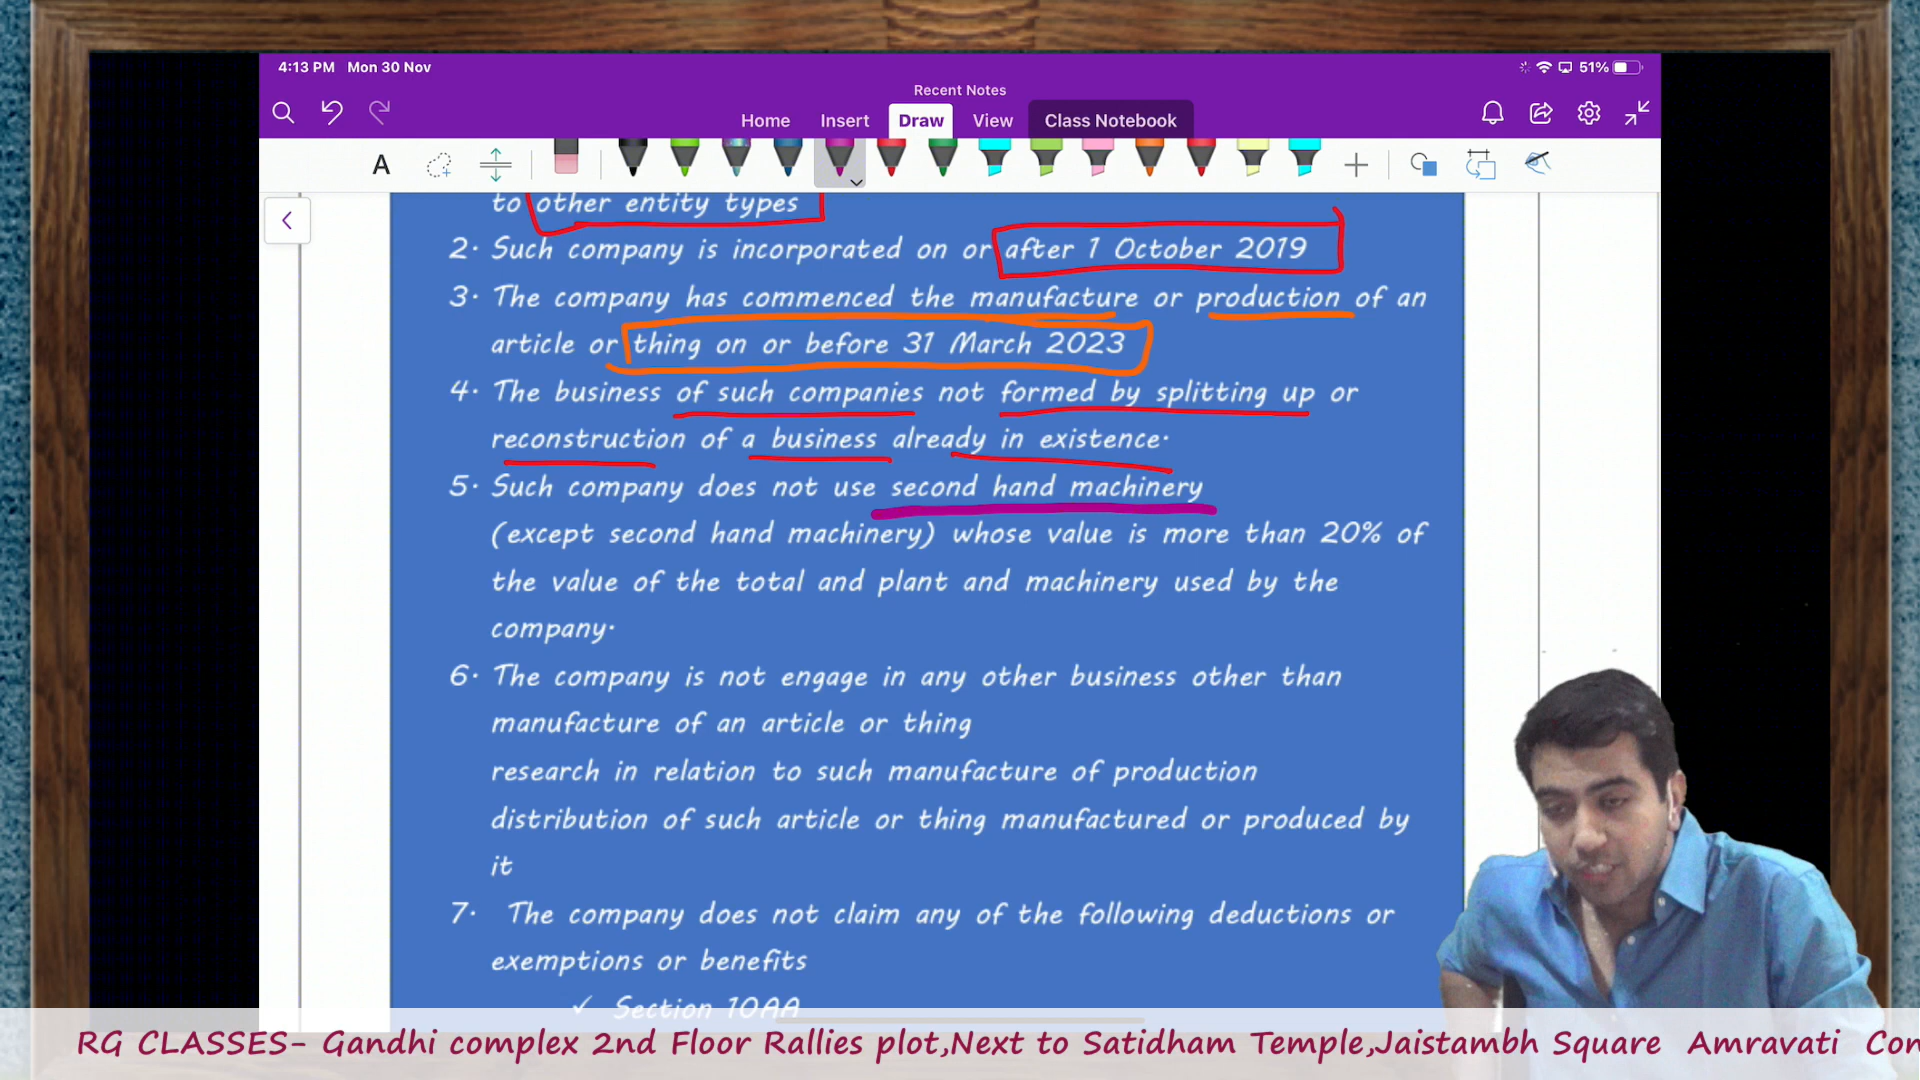 4:13 PM Mon 30 Nov
51%
Recent Notes
Home Insert Draw View Class Notebook
A
to other entity types
2. Such company is incorporated on or after 1 October 2019
3. The company has commenced the manufacture or production of an
article or thing on or before 31 March 2023
4. The business of such companies not formed by splitting up or
reconstruction of a business already in existence.
5. Such company does not use second hand machinery
(except second hand machinery) whose value is more than 20% of
the value of the total and plant and machinery used by the
company.
6. The company is not engage in any other business other than
manufacture of an article or thing
research in relation to such manufacture of production
distribution of such article or thing manufactured or produced by
it
7. The company does not claim any of the following deductions or
exemptions or benefits
✓ Section 10AA
RG CLASSES- Gandhi complex 2nd Floor Rallies plot,Next to Satidham Temple,Jaistambh Square Amravati